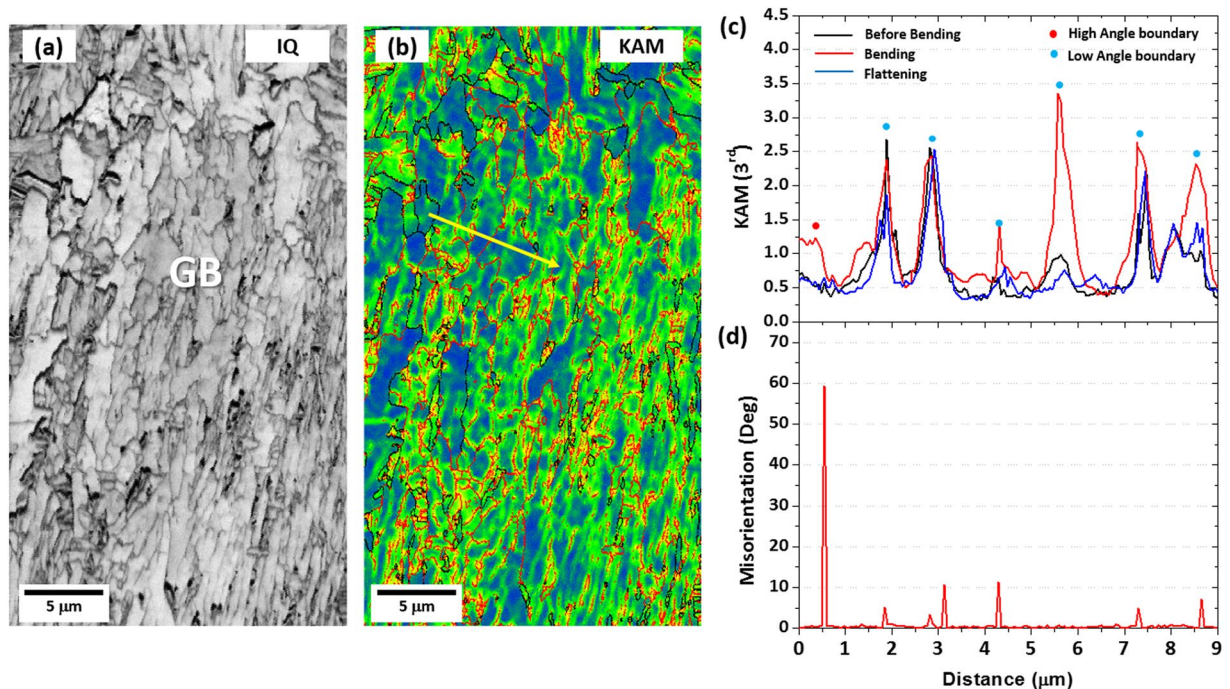 (a)
IQ
GB
5 μm
(b)
KAM
5 μm
(c)
4.5
4.0
3.5
3.0
2.5
2.0
1.5
1.0
0.5
0.0
KAM (3rd)
Before Bending
Bending
Flattening
High Angle boundary
Low Angle boundary
(d)
70
60
50
40
30
20
10
0
Misorientation (Deg)
0 1 2 3 4 5 6 7 8 9
Distance (μm)